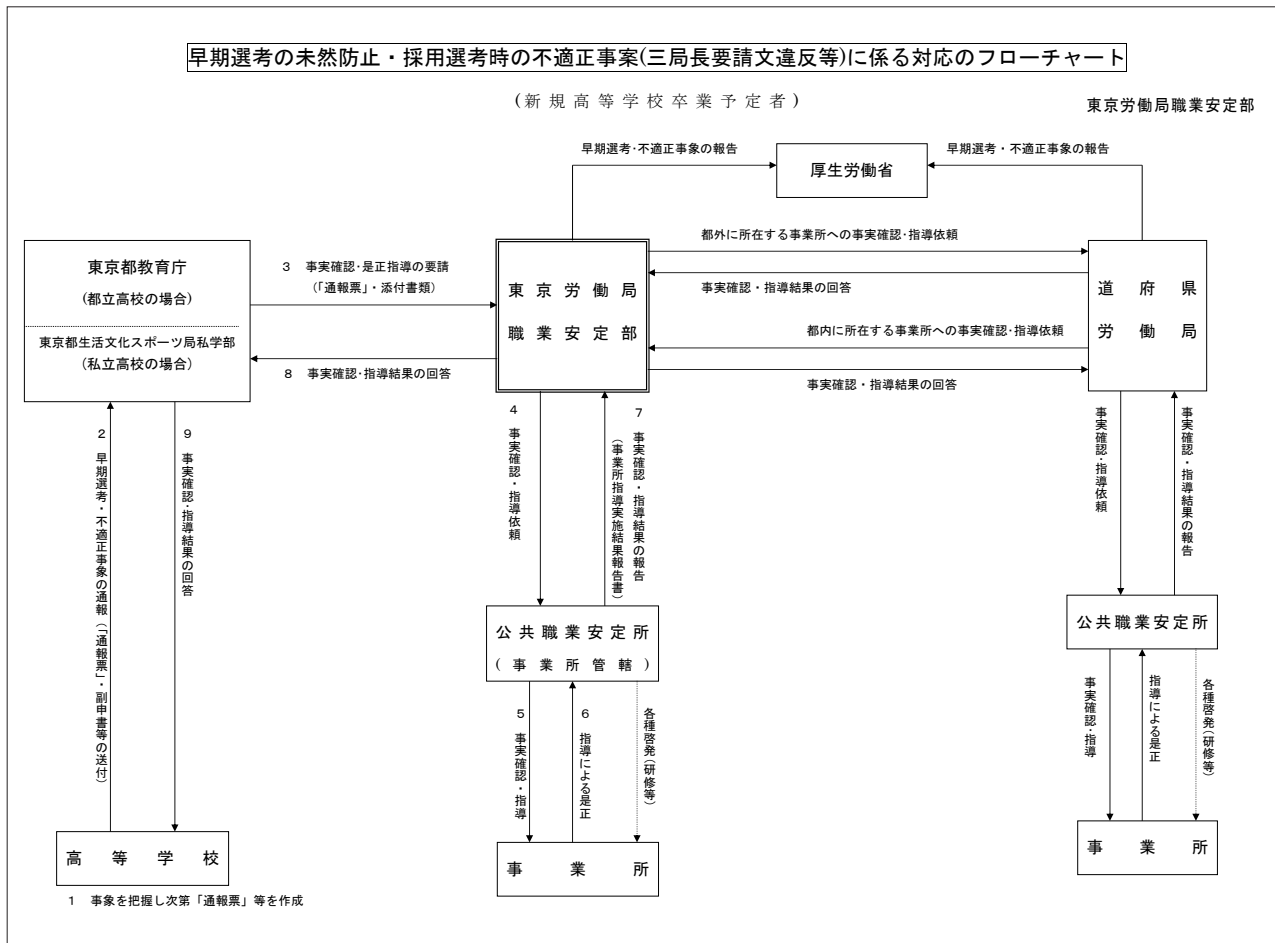 早期選考の未然防止・採用選考時の不適正事案(三局長要請文違反等)に係る対応のフローチャート
(新規高等学校卒業予定者)
東京労働局職業安定部
早期選考・不適正事象の報告
厚生労働省
早期選考・不適正事象の報告
東京都教育庁
(都立高校の場合)
東京都生活文化スポーツ局私学部
(私立高校の場合)
3 事実確認・是正指導の要請
(「通報票」・添付書類)
8 事実確認・指導結果の回答
東京労働局
職業安定部
都外に所在する事業所への事実確認・指導依頼
事実確認・指導結果の回答
都内に所在する事業所への事実確認・指導依頼
事実確認・指導結果の回答
道府県
労働局
2 早期選考・不適正事象の通報(「通報票」・副申書等の送付)
9 事実確認・指導結果の回答
4 事実確認・指導依頼
7 事実確認・指導結果の報告
(事業所指導実施結果報告書)
事実確認・指導依頼
事実確認・指導結果の報告
公共職業安定所
(事業所管轄)
公共職業安定所
5 事実確認・指導
6 指導による是正
各種啓発(研修等)
事実確認・指導
指導による是正
各種啓発(研修等)
高等学校
事業所
事業所
1 事象を把握し次第「通報票」等を作成